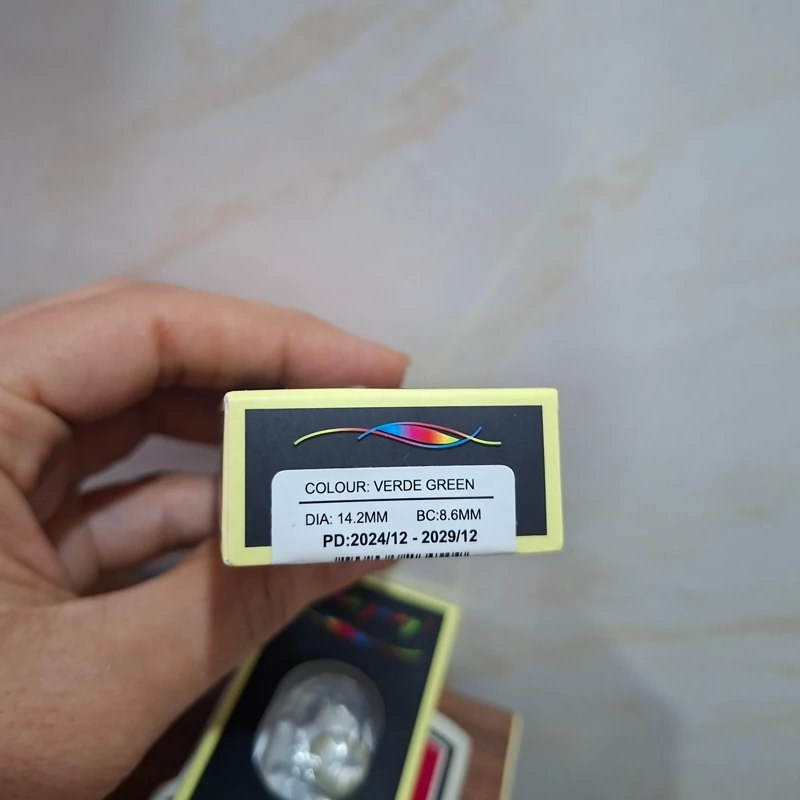 COLOUR: VERDE GREEN
DIA: 14.2MM BC:8.6MM
PD:2024/12 - 2029/12